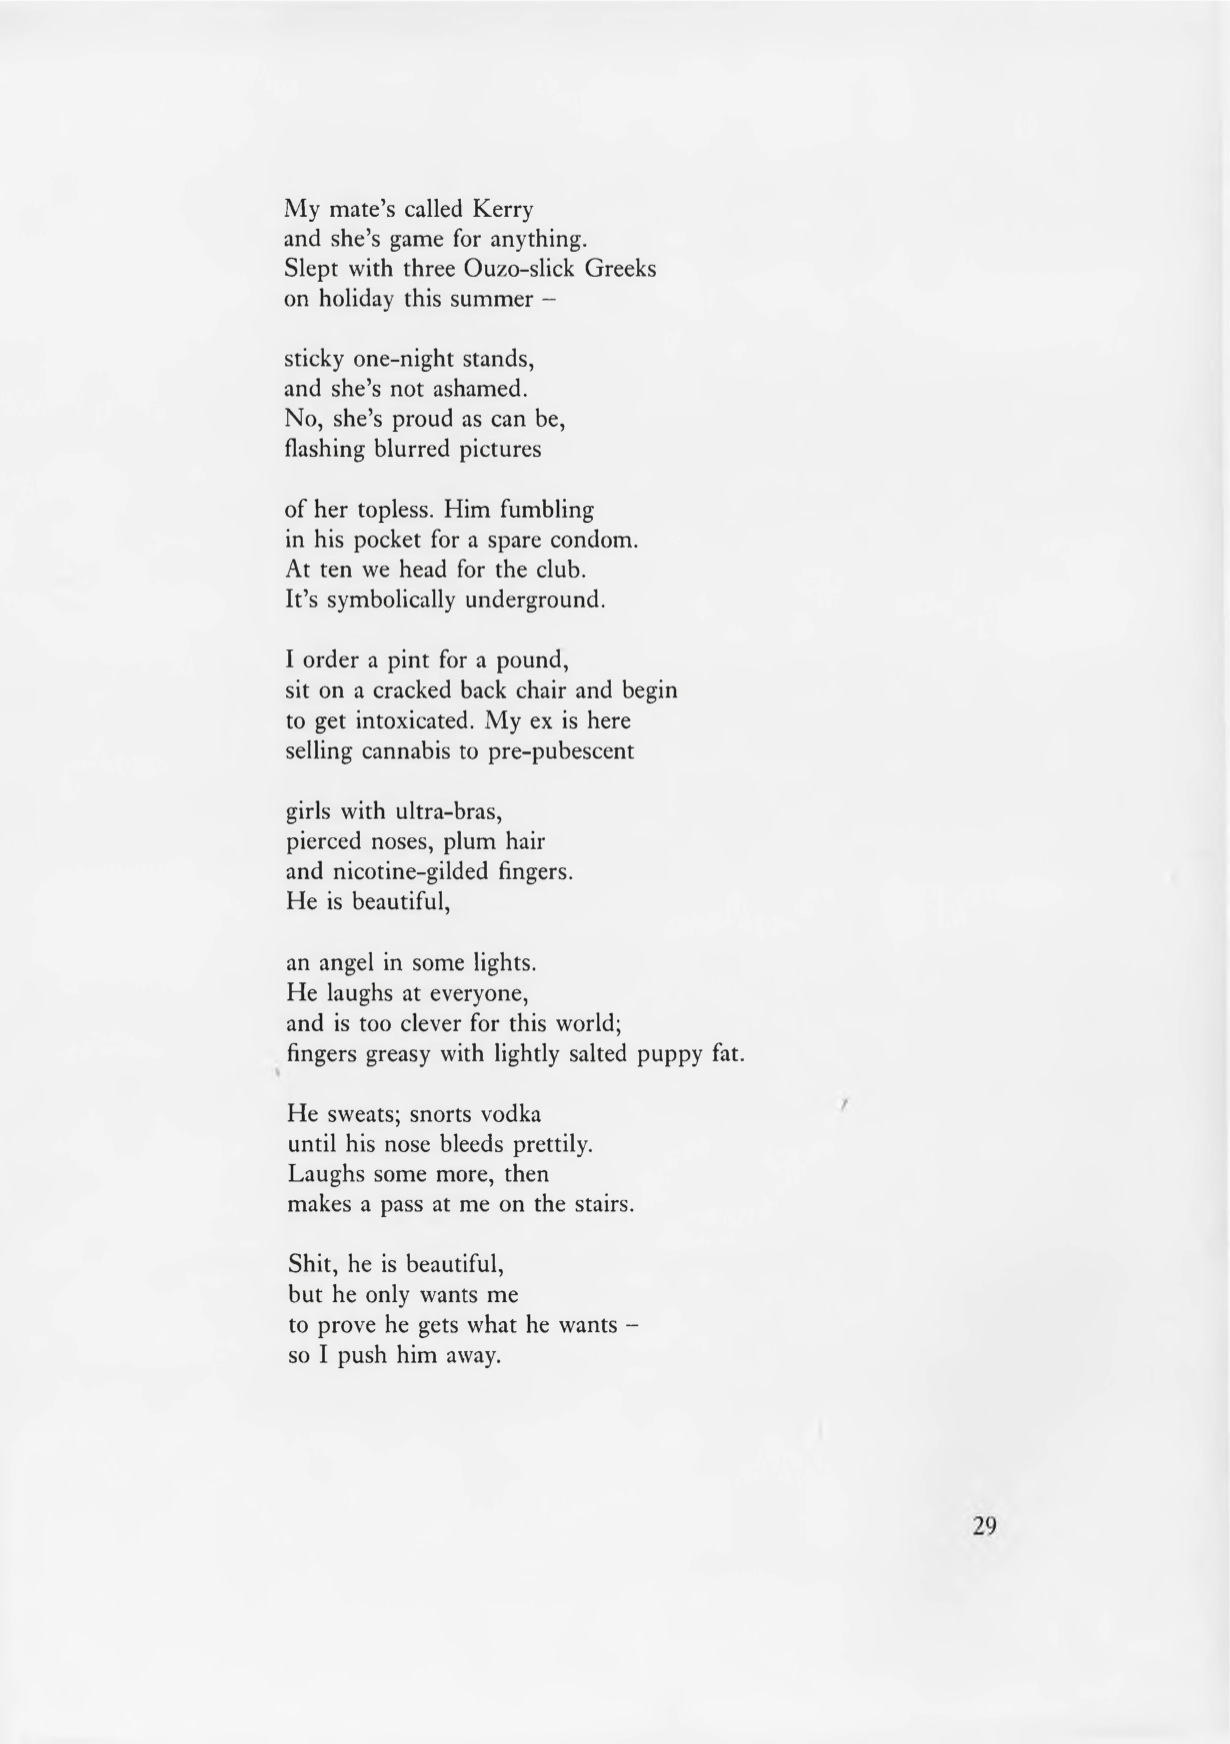 My mate's called Kerry
and she's game for anything.
Slept with three Ouzo-slick Greeks
on holiday this summer –

sticky one-night stands,
and she's not ashamed.
No, she's proud as can be,
flashing blurred pictures

of her topless. Him fumbling
in his pocket for a spare condom.
At ten we head for the club.
It's symbolically underground.

I order a pint for a pound,
sit on a cracked back chair and begin
to get intoxicated. My ex is here
selling cannabis to pre-pubescent

girls with ultra-bras,
pierced noses, plum hair
and nicotine-gilded fingers.
He is beautiful,

an angel in some lights.
He laughs at everyone,
and is too clever for this world;
fingers greasy with lightly salted puppy fat.

He sweats; snorts vodka
until his nose bleeds prettily.
Laughs some more, then
makes a pass at me on the stairs.

Shit, he is beautiful,
but he only wants me
to prove he gets what he wants –
so I push him away.

29